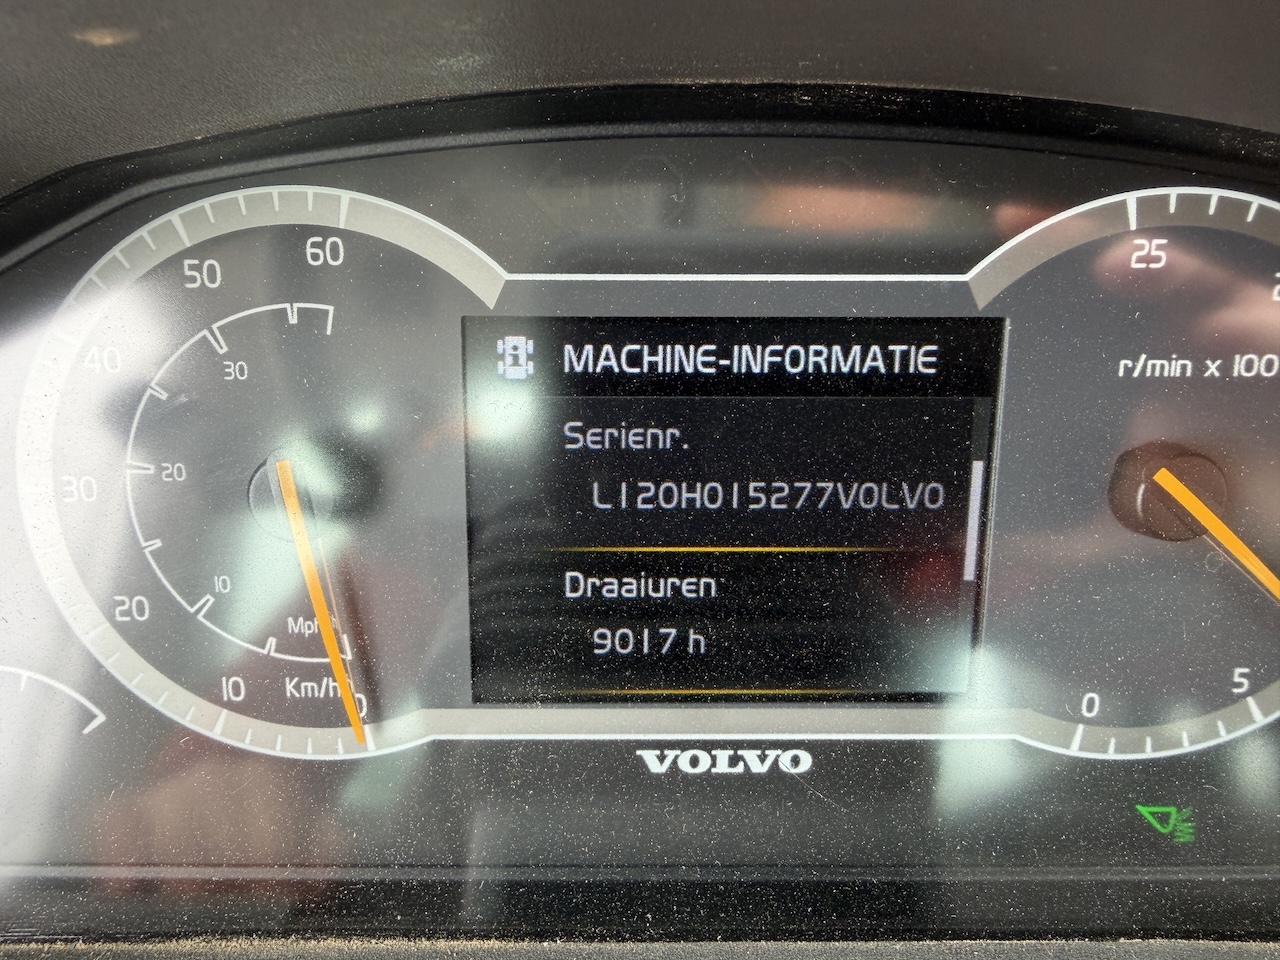 60
50
40
30
20
10
0
30
20
10
Mph
Km/h
MACHINE-INFORMATIE
Serienr.
L120H015277VOLVO
Draaiuren
9017 h
VOLVO
25
r/min x 100
5
0